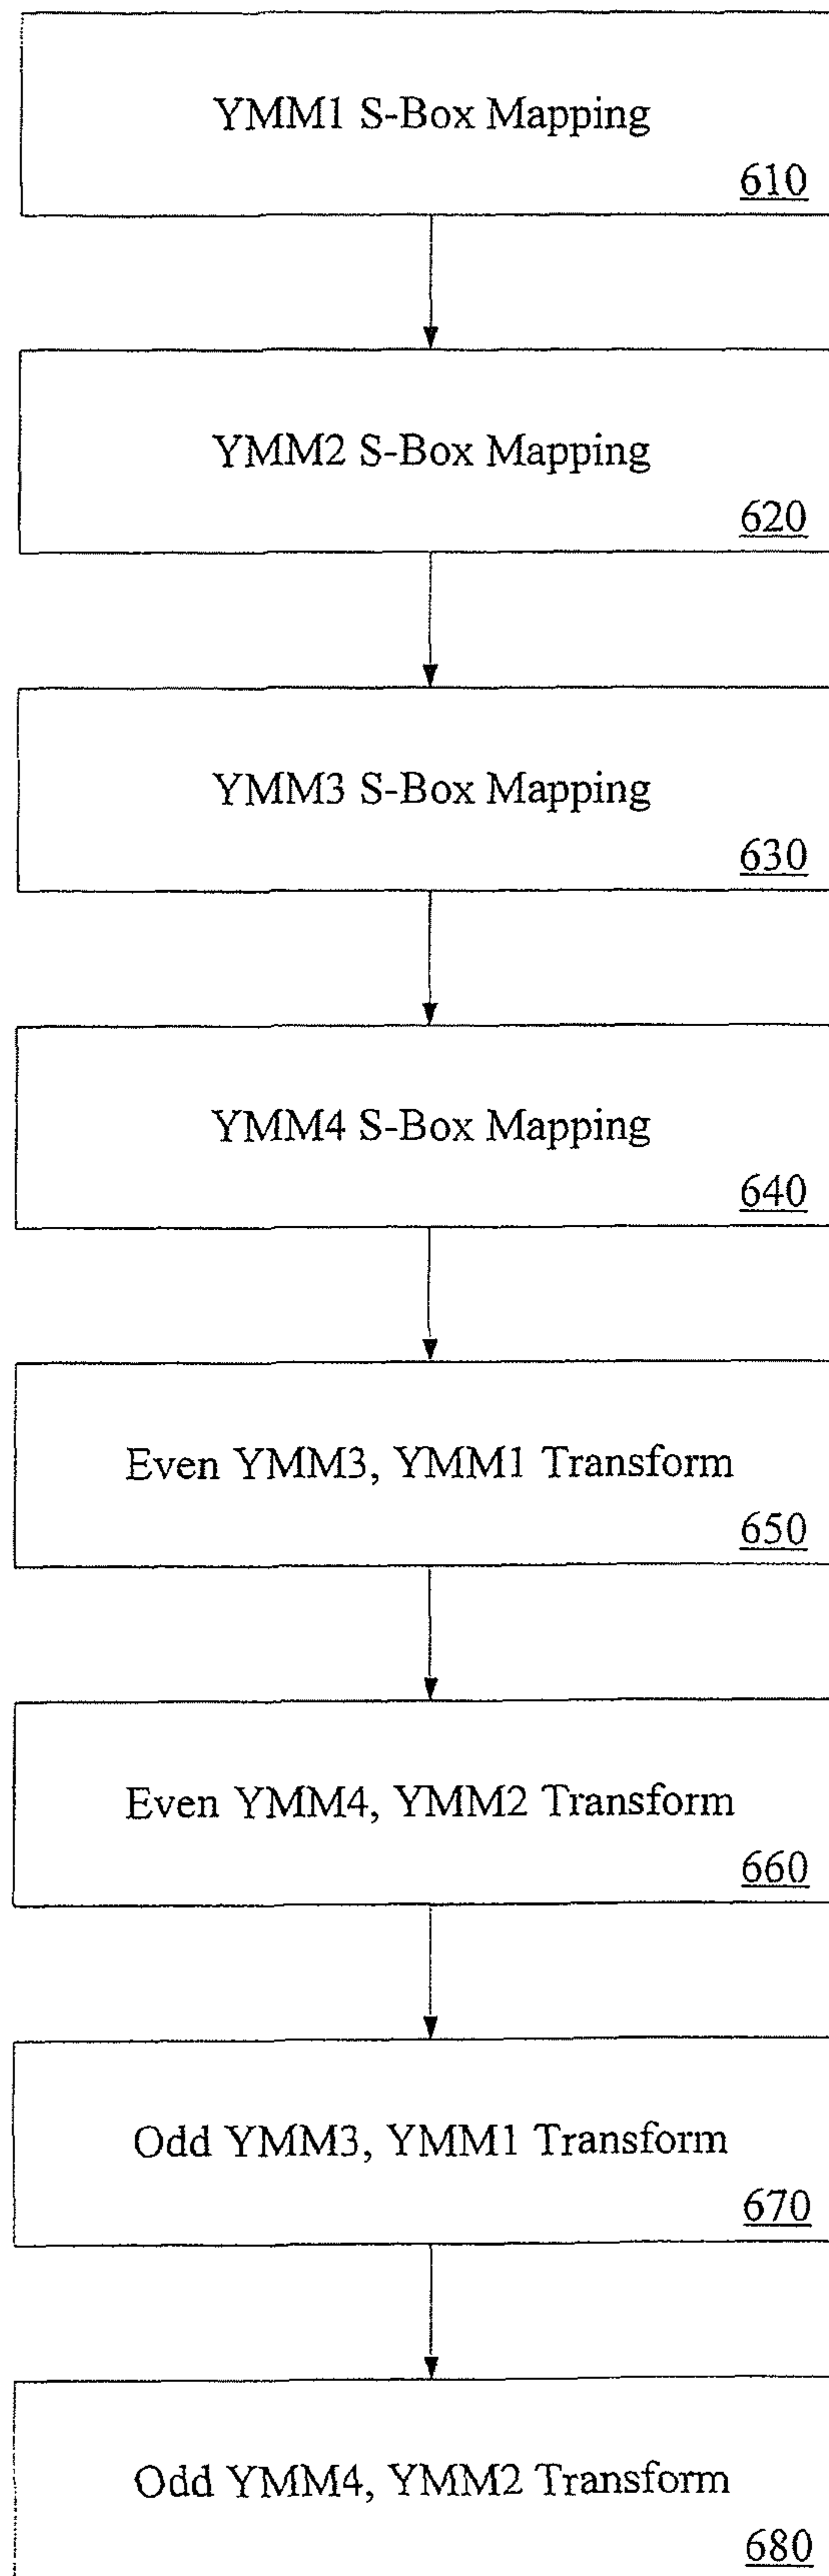 YMM1 S-Box Mapping
610
YMM2 S-Box Mapping
620
YMM3 S-Box Mapping
630
YMM4 S-Box Mapping
640
Even YMM3, YMM1 Transform
650
Even YMM4, YMM2 Transform
660
Odd YMM3, YMM1 Transform
670
Odd YMM4, YMM2 Transform
680